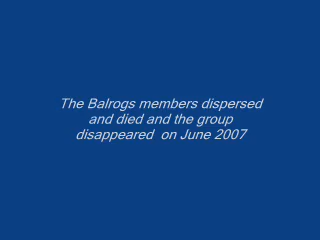 The Balrogs members dispersed
and died and the group
disappeared  on June 2007